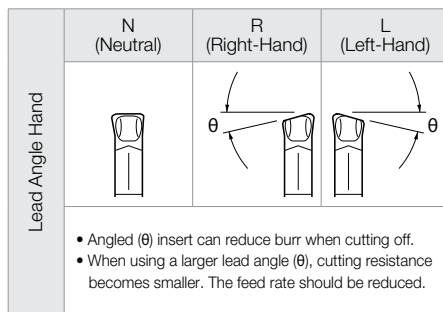 Lead Angle Hand
N
(Neutral)
R
(Right-Hand)
L
(Left-Hand)
θ
θ
• Angled (θ) insert can reduce burr when cutting off.
• When using a larger lead angle (θ), cutting resistance
becomes smaller. The feed rate should be reduced.